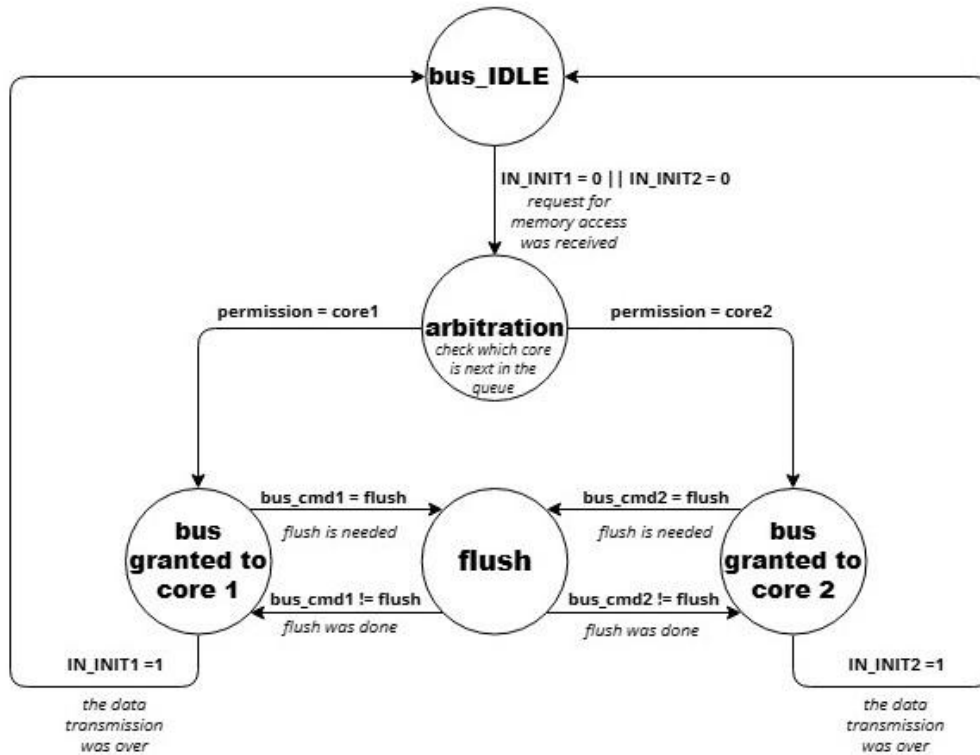 bus_IDLE
IN_INIT1 = 0 || IN_INIT2 = 0
request for
memory access
was received
permission = core1
permission = core2
arbitration
check which core
is next in the
queue
bus_cmd1 = flush
flush is needed
bus_cmd2 = flush
flush is needed
bus
granted to
core 1
flush
bus
granted to
core 2
bus_cmd1 != flush
flush was done
bus_cmd2 != flush
flush was done
IN_INIT1 =1
the data
transmission
was over
IN_INIT2 =1
the data
transmission
was over